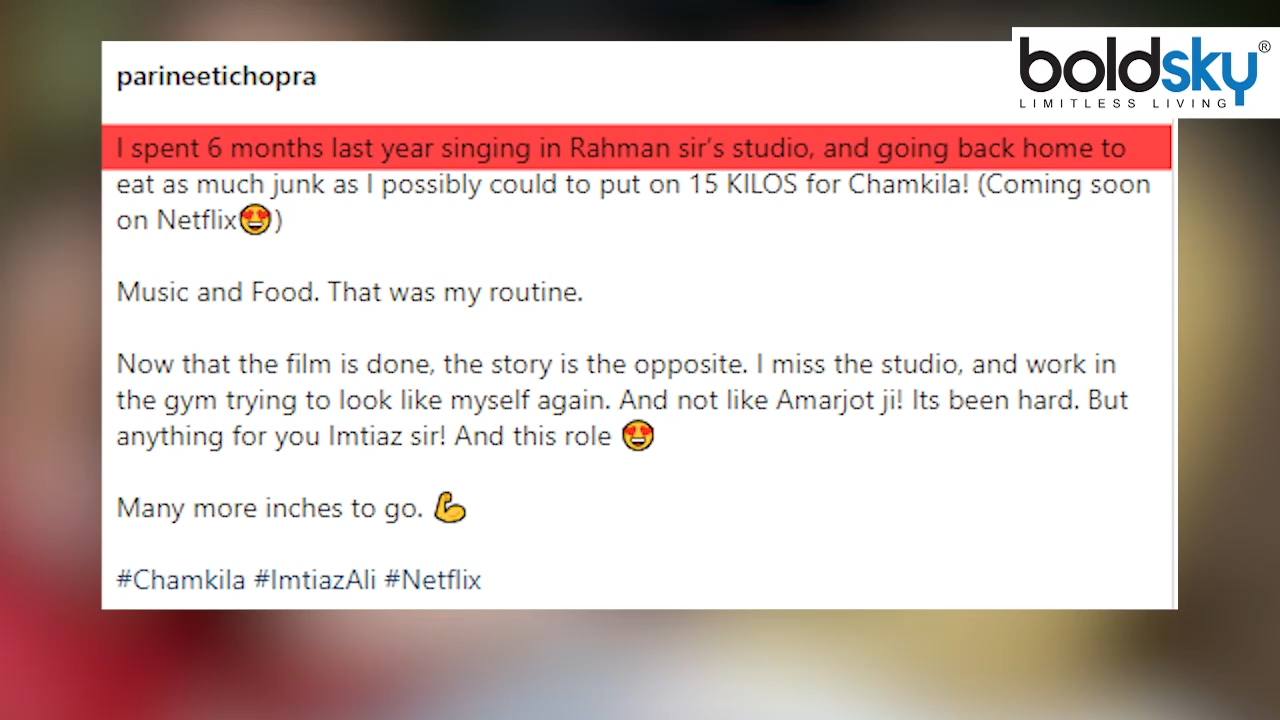 boldsky®
LIMITLESS LIVING
parineetichopra
I spent 6 months last year singing in Rahman sir's studio, and going back home to
eat as much junk as I possibly could to put on 15 KILOS for Chamkila! (Coming soon
on Netflix😍)
Music and Food. That was my routine.
Now that the film is done, the story is the opposite. I miss the studio, and work in
the gym trying to look like myself again. And not like Amarjot ji! Its been hard. But
anything for you Imtiaz sir! And this role 😍
Many more inches to go. 💪
#Chamkila #ImtiazAli #Netflix